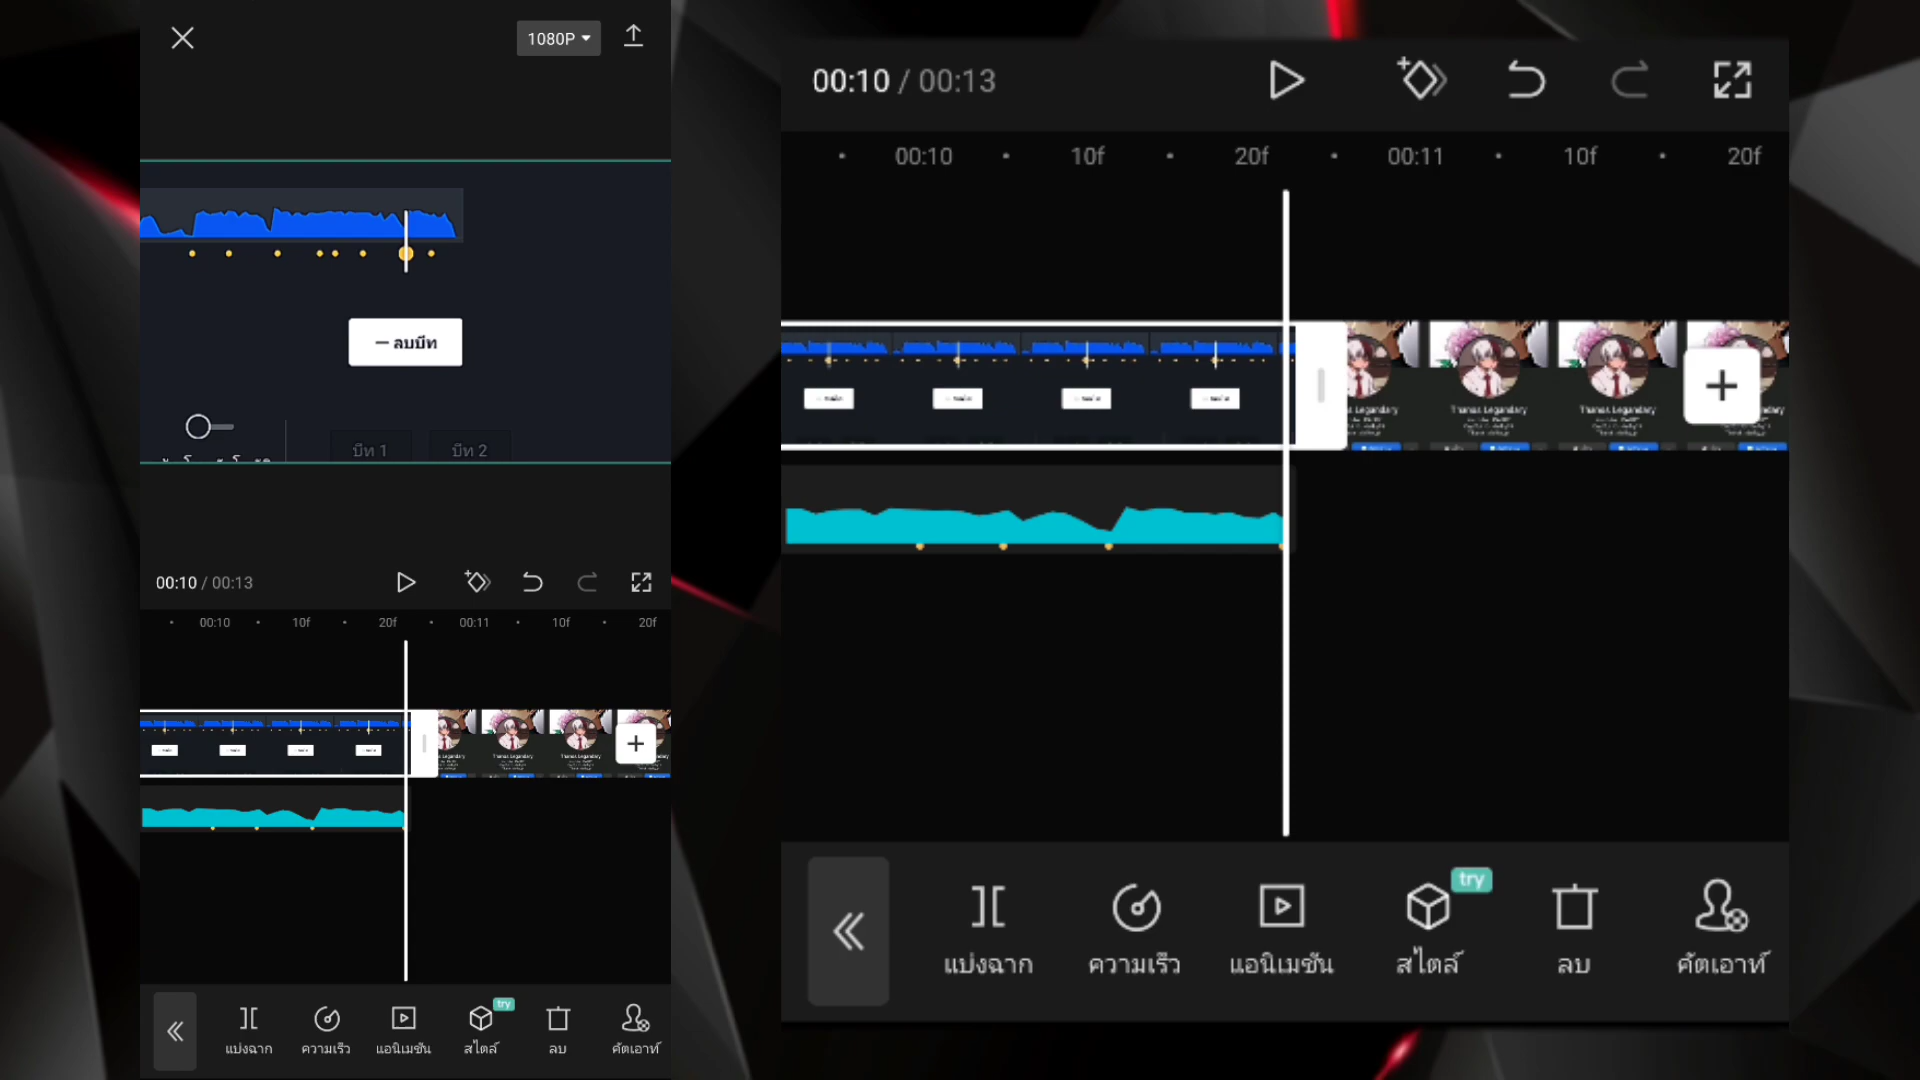 1080P
— ลบบีท
บีท 1
บีท 2
00:10 / 00:13
00:10
10f
20f
00:11
10f
20f
แบ่งฉาก
ความเร็ว
แอนิเมชัน
try
สไตล์
ลบ
คัตเอาท์
00:10 / 00:13
00:10
10f
20f
00:11
10f
20f
Thanos Legendary
Thanos Legendary
แบ่งฉาก
ความเร็ว
แอนิเมชัน
try
สไตล์
ลบ
คัตเอาท์